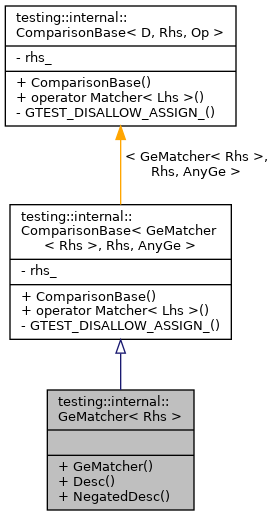 testing::internal::
ComparisonBase< D, Rhs, Op >
- rhs_
+ ComparisonBase()
+ operator Matcher< Lhs >()
- GTEST_DISALLOW_ASSIGN_()
< GeMatcher< Rhs >,
Rhs, AnyGe >
testing::internal::
ComparisonBase< GeMatcher
< Rhs >, Rhs, AnyGe >
- rhs_
+ ComparisonBase()
+ operator Matcher< Lhs >()
- GTEST_DISALLOW_ASSIGN_()
testing::internal::
GeMatcher< Rhs >
+ GeMatcher()
+ Desc()
+ NegatedDesc()